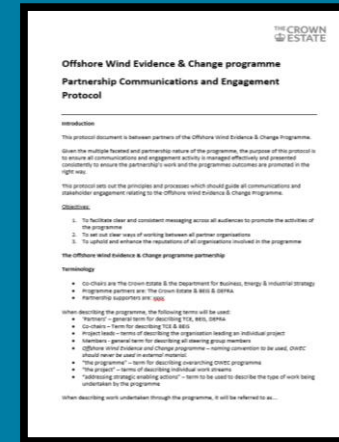 THE CROWN
ESTATE
Offshore Wind Evidence & Change programme
Partnership Communications and Engagement
Protocol
Introduction
This protocol document is between partners of the Offshore Wind Evidence & Change Programme.
Given the multiple faceted and partnership nature of the programme, the purpose of this protocol is
to ensure all communications and engagement activity is managed effectively and presented
consistently to ensure the partnership's work and the programmes outcomes are promoted in the
right way.
This protocol sets out the principles and processes which should guide all communications and
stakeholder engagement relating to the Offshore Wind Evidence & Change Programme.
Objectives:
1. To facilitate clear and consistent messaging across all audiences to promote the activities of
the programme
2. To set out clear ways of working between all partner organisations
3. To uphold and enhance the reputations of all organisations involved in the programme
The Offshore Wind Evidence & Change programme partnership
Terminology
• Co-chairs are The Crown Estate & the Department for Business, Energy & Industrial Strategy
• Programme partners are: The Crown Estate & BEIS & DEFRA
• Partnership supporters are:
When describing the programme, the following terms will be used:
• 'Partners' – general term for describing TCE, BEIS, DEFRA
• Co-chairs – Term for describing TCE & BEIS
• Project leads – terms of describing the organisation leading an individual project
• Members - general term for describing all steering group members
• Offshore Wind Evidence and Change programme – naming convention to be used, OWEC
should never be used in external material.
• "the programme" – term for describing overarching OWEC programme
• "the project" – terms of describing individual work streams
• "addressing strategic enabling actions" – term to be used to describe the type of work being
undertaken by the programme
When describing work undertaken through the programme, it will be referred to as...